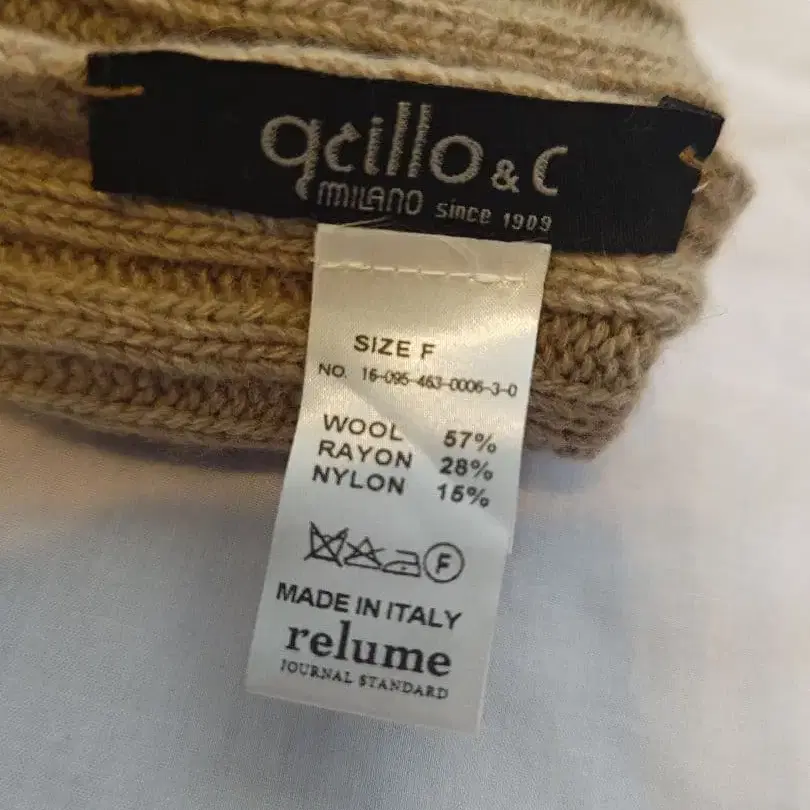 qcillo & C
MILANO since 1909
SIZE F
NO. 16-095-463-0006-3-0
WOOL 57%
RAYON 28%
NYLON 15%
F
MADE IN ITALY
relume
JOURNAL STANDARD